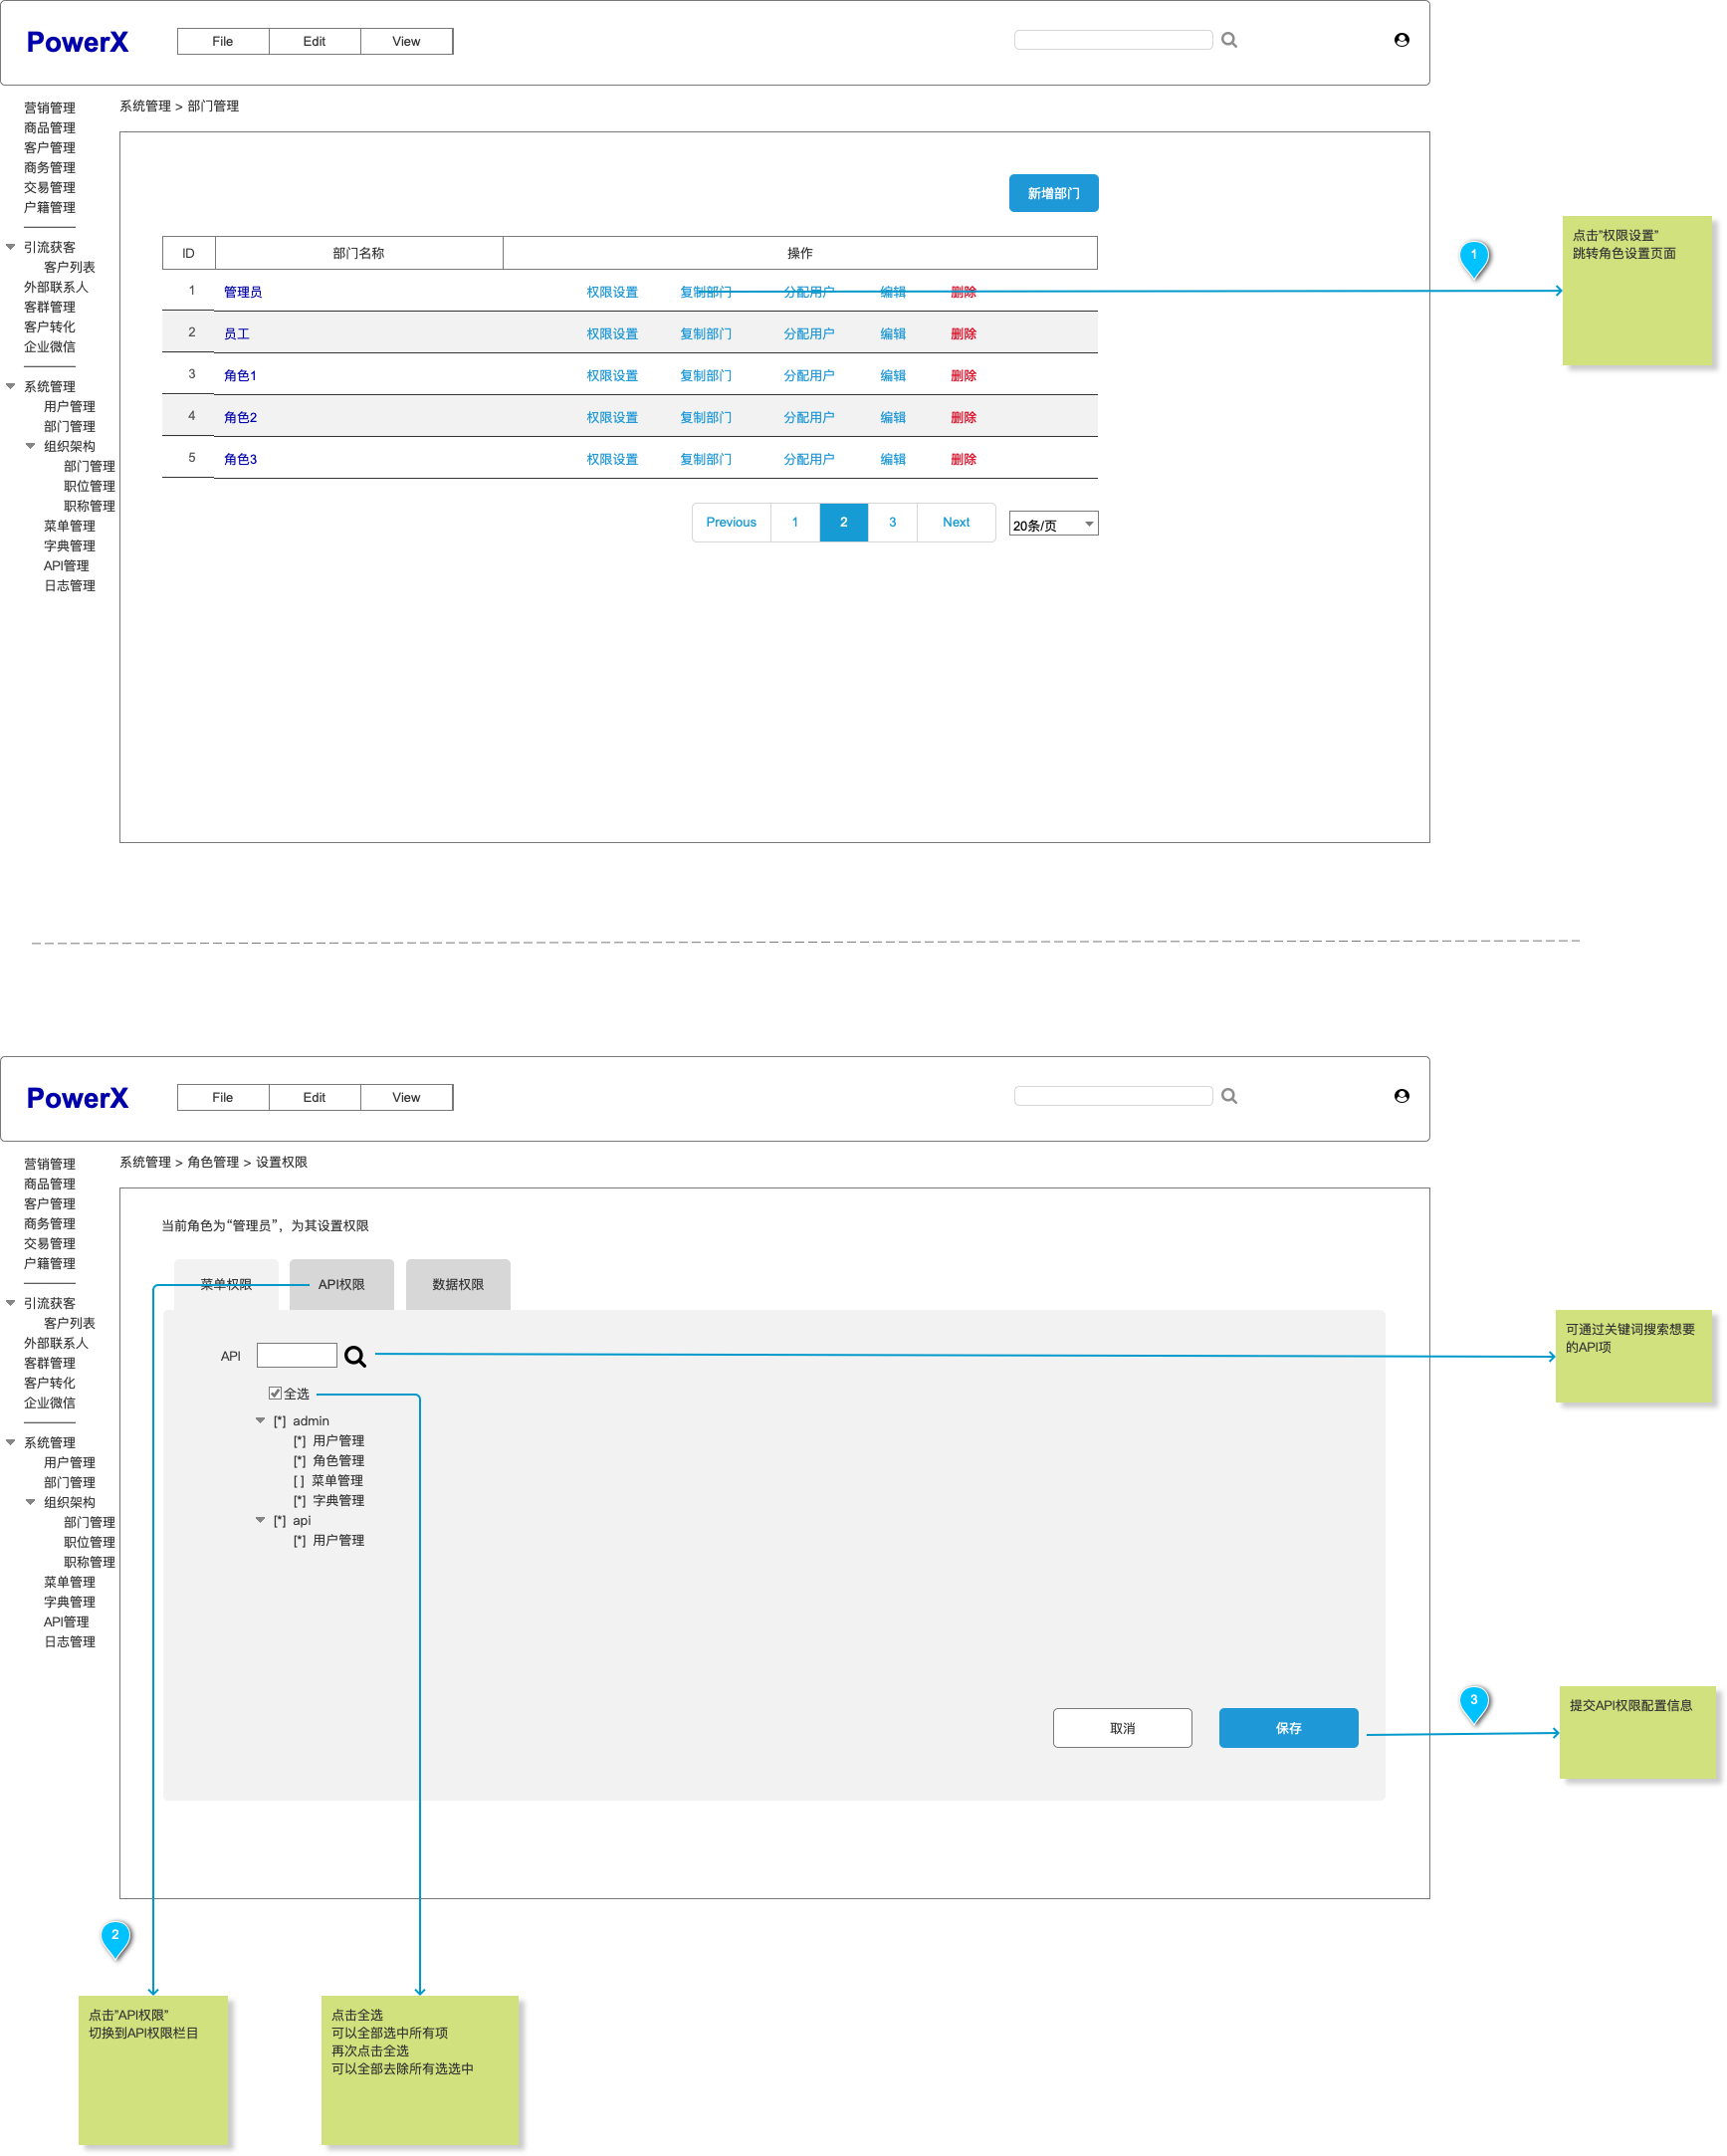 PowerX
File Edit View
营销管理
商品管理
客户管理
商务管理
交易管理
户籍管理
引流获客
客户列表
外部联系人
客群管理
客户转化
企业微信
系统管理
用户管理
部门管理
组织架构
部门管理
职位管理
职称管理
菜单管理
字典管理
API管理
日志管理
系统管理 > 部门管理
新增部门
ID 部门名称 操作
1 管理员 权限设置 复制部门 分配用户 编辑 删除
2 员工 权限设置 复制部门 分配用户 编辑 删除
3 角色1 权限设置 复制部门 分配用户 编辑 删除
4 角色2 权限设置 复制部门 分配用户 编辑 删除
5 角色3 权限设置 复制部门 分配用户 编辑 删除
Previous 1 2 3 Next 20条/页
1
点击"权限设置"
跳转角色设置页面
PowerX
File Edit View
营销管理
商品管理
客户管理
商务管理
交易管理
户籍管理
引流获客
客户列表
外部联系人
客群管理
客户转化
企业微信
系统管理
用户管理
部门管理
组织架构
部门管理
职位管理
职称管理
菜单管理
字典管理
API管理
日志管理
系统管理 > 角色管理 > 设置权限
当前角色为“管理员”，为其设置权限
菜单权限 API权限 数据权限
API
全选
[*] admin
[*] 用户管理
[*] 角色管理
[ ] 菜单管理
[*] 字典管理
[*] api
[*] 用户管理
取消 保存
可通过关键词搜索想要
的API项
3
提交API权限配置信息
2
点击"API权限"
切换到API权限栏目
点击全选
可以全部选中所有项
再次点击全选
可以全部去除所有选选中